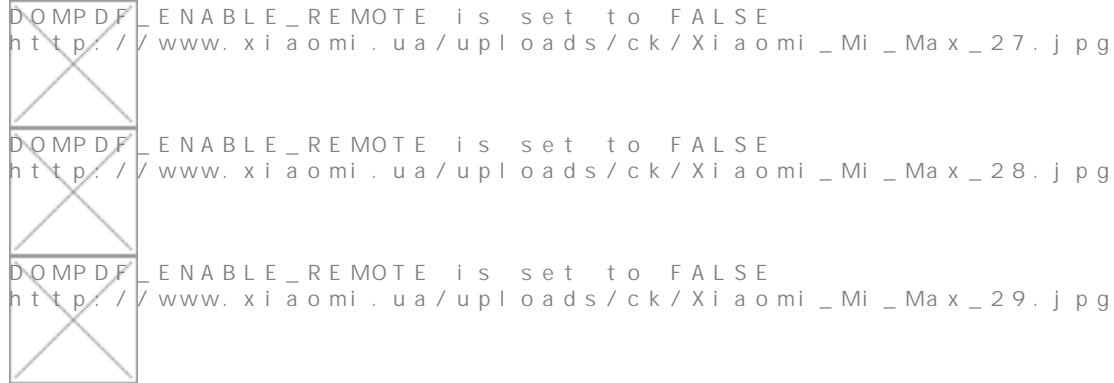 DOMPDF_ENABLE_REMOTE is set to FALSE
http://www.xiaomi.ua/uploads/ck/Xiaomi_Mi_Max_27.jpg
DOMPDF_ENABLE_REMOTE is set to FALSE
http://www.xiaomi.ua/uploads/ck/Xiaomi_Mi_Max_28.jpg
DOMPDF_ENABLE_REMOTE is set to FALSE
http://www.xiaomi.ua/uploads/ck/Xiaomi_Mi_Max_29.jpg